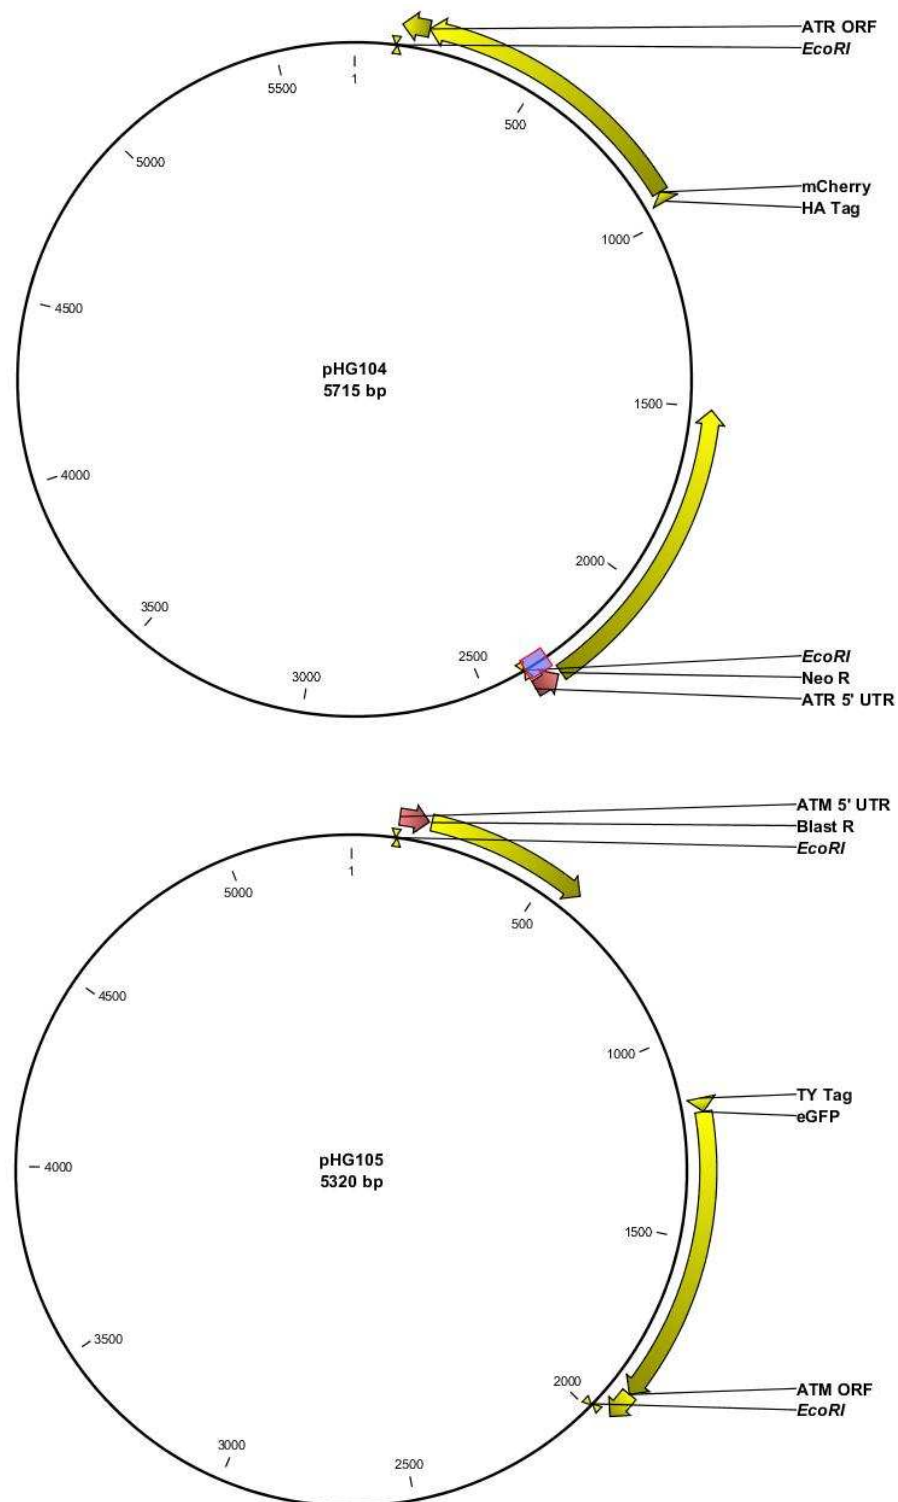 ATR ORF
EcoRI
5500
1
500
5000
mCherry
HA Tag
1000
4500
pHG104
5715 bp
1500
4000
2000
3500
2500
EcoRI
Neo R
3000
ATR 5' UTR
ATM 5' UTR
Blast R
EcoRI
5000
1
500
4500
1000
TY Tag
eGFP
4000
pHG105
5320 bp
1500
3500
2000
ATM ORF
EcoRI
3000
2500